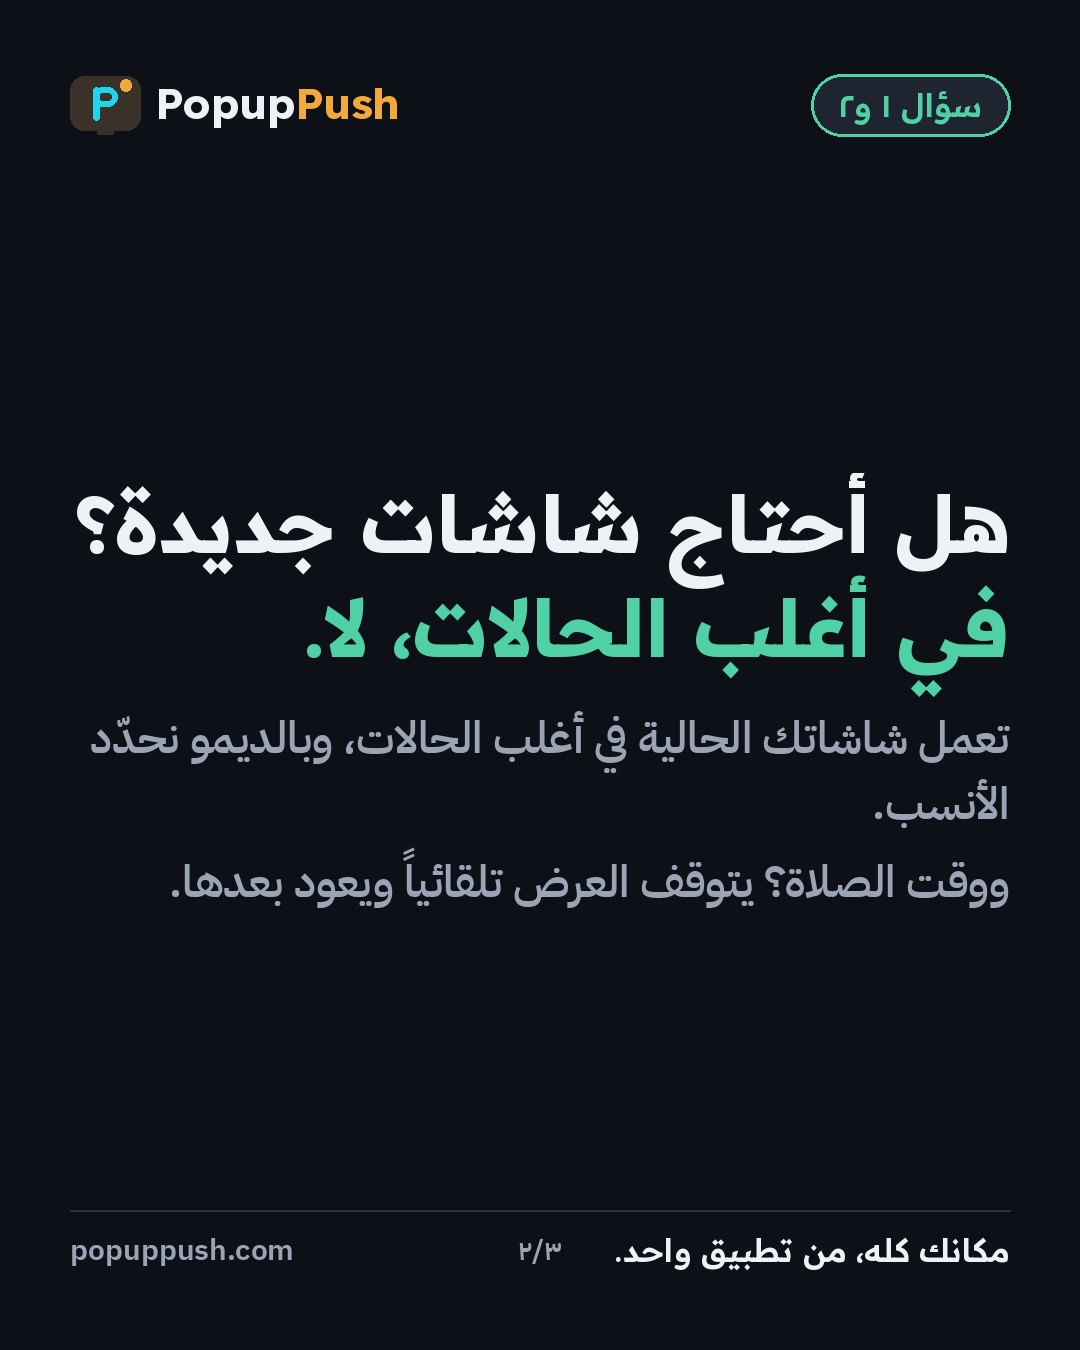 PopupPush
سؤال ١ و٢
هل أحتاج شاشات جديدة؟
في أغلب الحالات، لا.
تعمل شاشاتك الحالية في أغلب الحالات، وبالديمو نحدّد
الأنسب.
ووقت الصلاة؟ يتوقف العرض تلقائياً ويعود بعدها.
مكانك كله، من تطبيق واحد.
٢/٣
popuppush.com